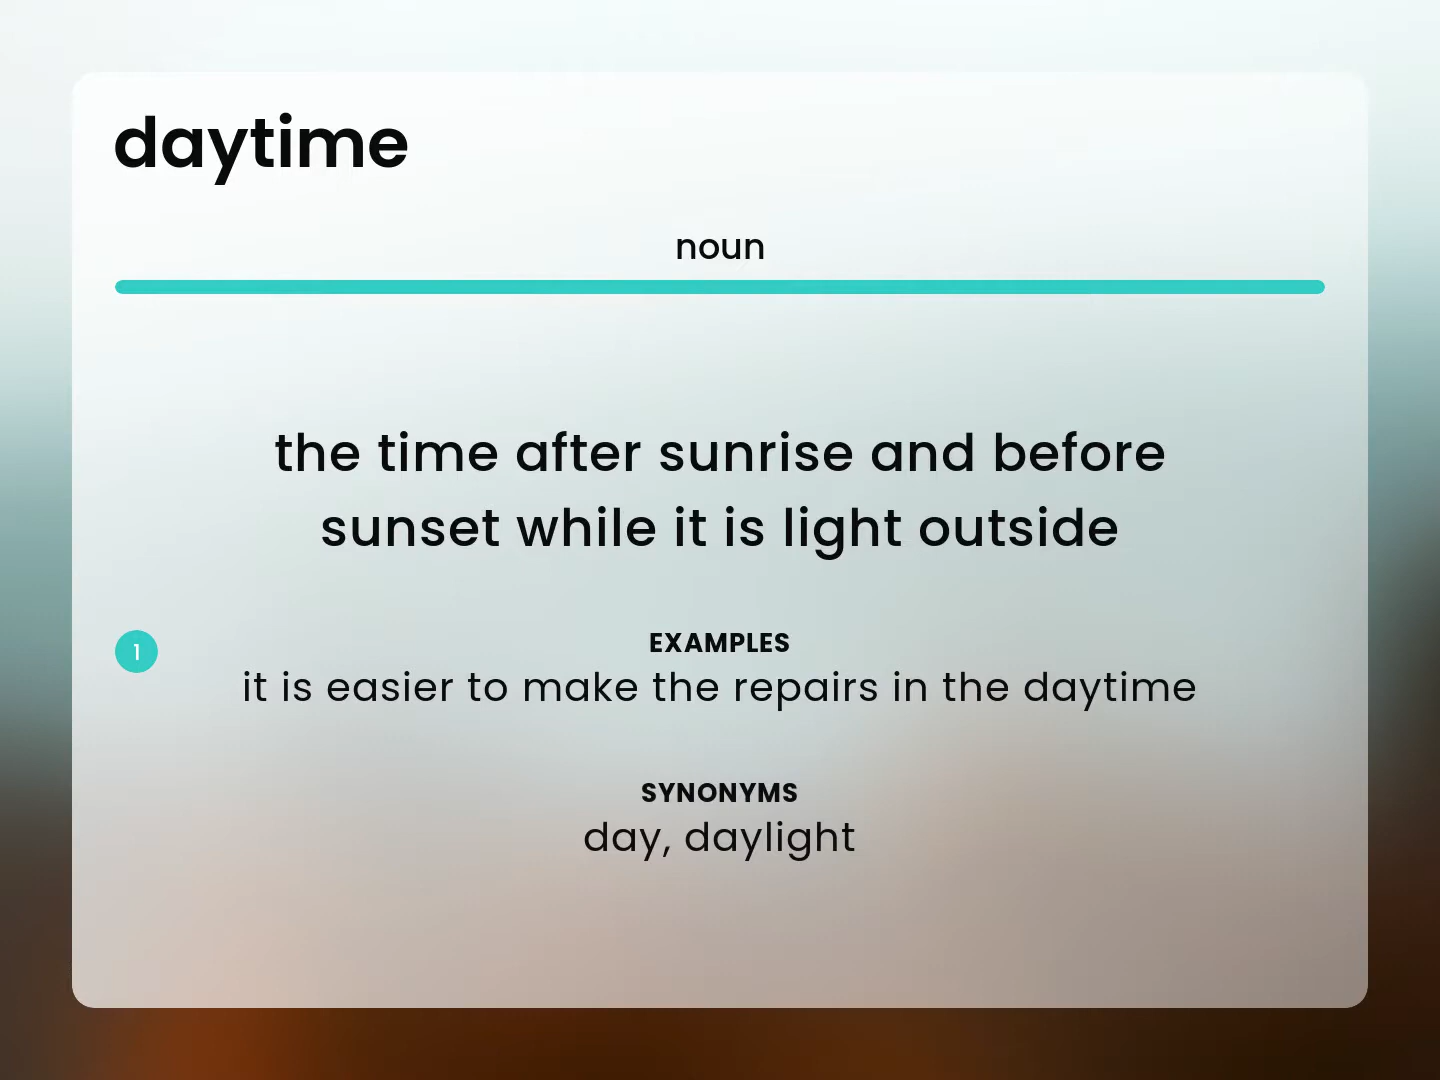 daytime
noun
the time after sunrise and before
sunset while it is light outside
1
EXAMPLES
it is easier to make the repairs in the daytime
SYNONYMS
day, daylight